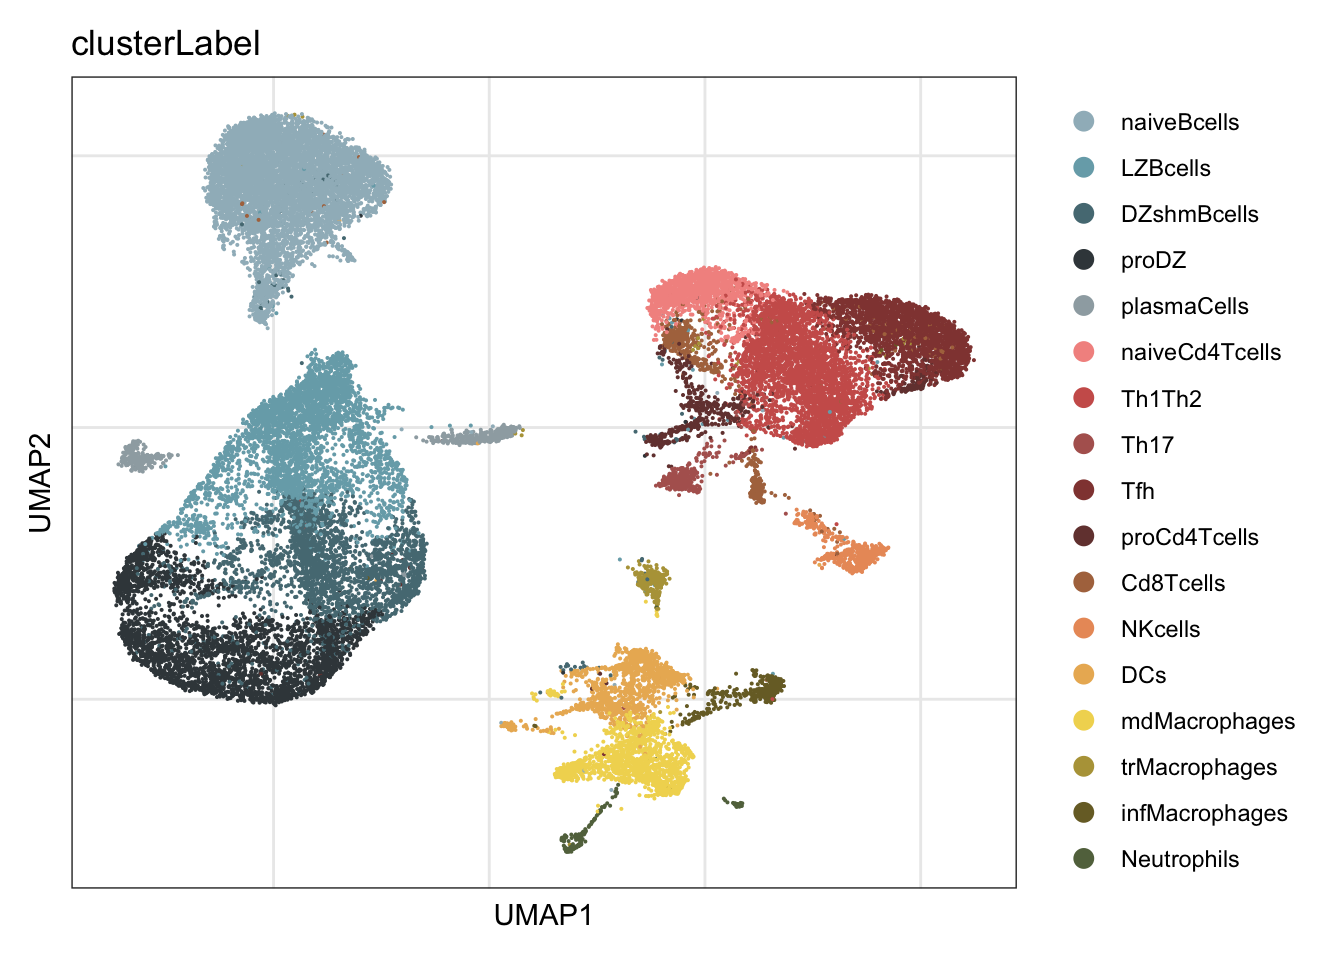 clusterLabel
UMAP2
UMAP1
naiveBcells
LZBcells
DZshmBcells
proDZ
plasmaCells
naiveCd4Tcells
Th1Th2
Th17
Tfh
proCd4Tcells
Cd8Tcells
NKcells
DCs
mdMacrophages
trMacrophages
infMacrophages
Neutrophils